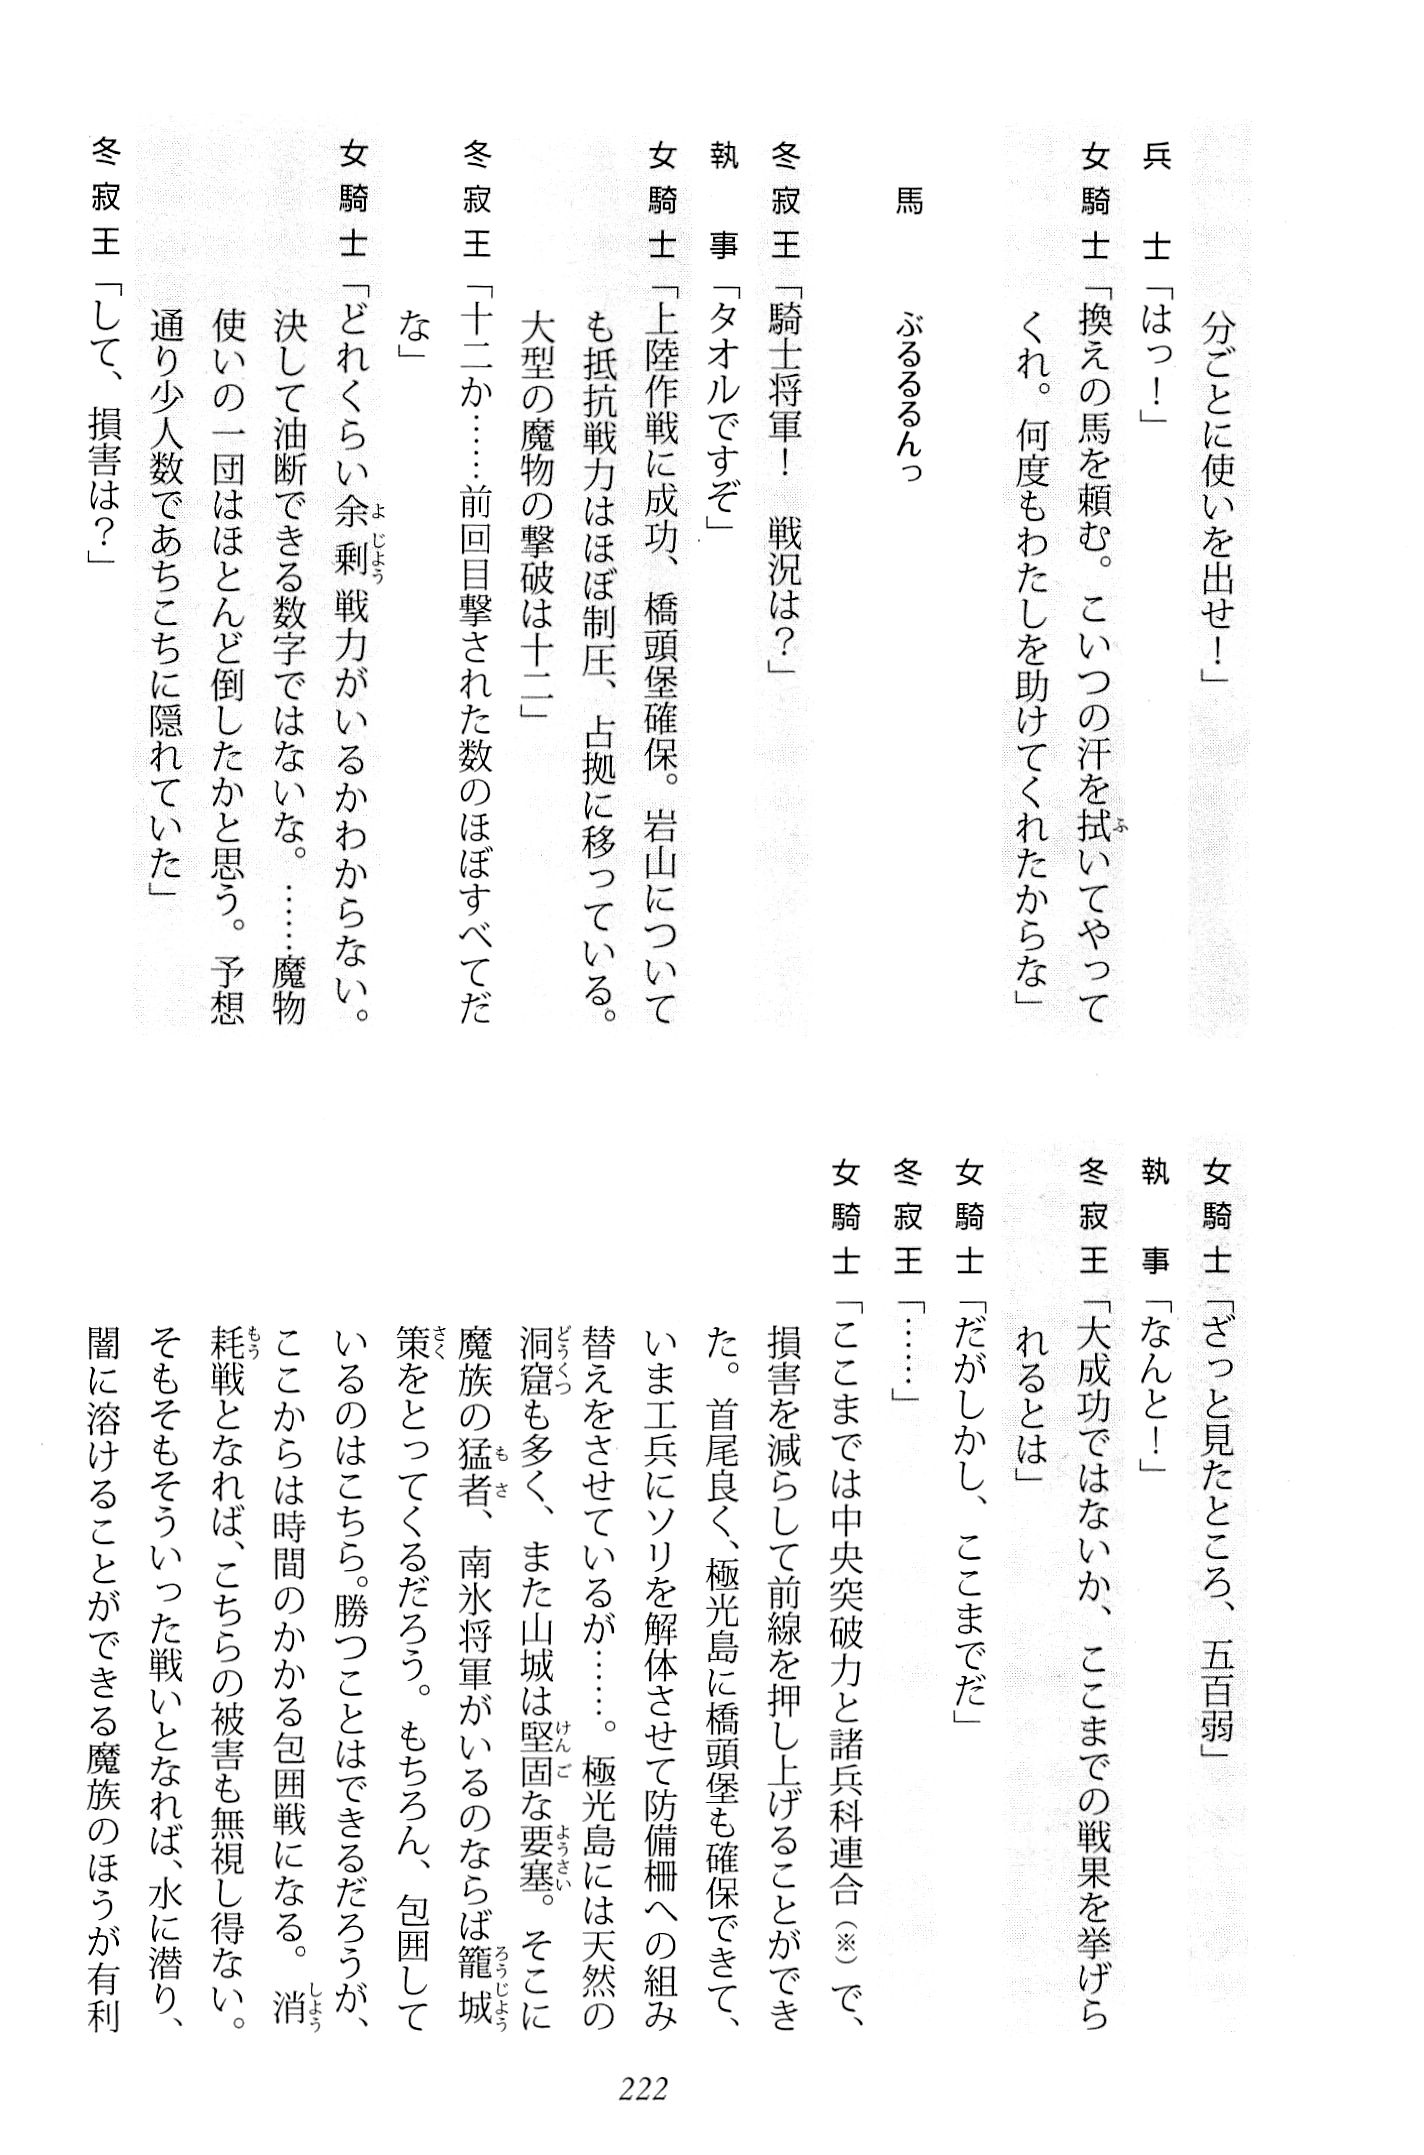 分ごとに使いを出せ！」
兵士「はっ！」
女騎士「換えの馬を頼む。こいつの汗を拭いてやって
くれ。何度もわたしを助けてくれたからな」
馬　ぶるるるんっ
冬寂王「騎士将軍！　戦況は？」
執事「タオルですぞ」
女騎士「上陸作戦に成功、橋頭堡確保。岩山について
も抵抗戦力はほぼ制圧、占拠に移っている。
大型の魔物の撃破は十二」
冬寂王「十二か……前回目撃された数のほぼすべてだ
な」
女騎士「どれくらい余剰戦力がいるかわからない。
決して油断できる数字ではないな。……魔物
使いの一団はほとんど倒したかと思う。予想
通り少人数であちこちに隠れていた」
冬寂王「して、損害は？」
女騎士「ざっと見たところ、五百弱」
執事「なんと！」
冬寂王「大成功ではないか、ここまでの戦果を挙げら
れるとは」
女騎士「だがしかし、ここまでだ」
冬寂王「……」
女騎士「ここまでは中央突破力と諸兵科連合（※）で、
損害を減らして前線を押し上げることができ
た。首尾良く、極光島に橋頭堡も確保できて、
いま工兵にソリを解体させて防備柵への組み
替えをさせているが……。極光島には天然の
洞窟も多く、また山城は堅固な要塞。そこに
魔族の猛者、南氷将軍がいるのならば籠城
策をとってくるだろう。もちろん、包囲して
いるのはこちら。勝つことはできるだろうが、
ここからは時間のかかる包囲戦になる。消
耗戦となれば、こちらの被害も無視し得ない。
そもそもそういった戦いとなれば、水に潜り、
闇に溶けることができる魔族のほうが有利
222